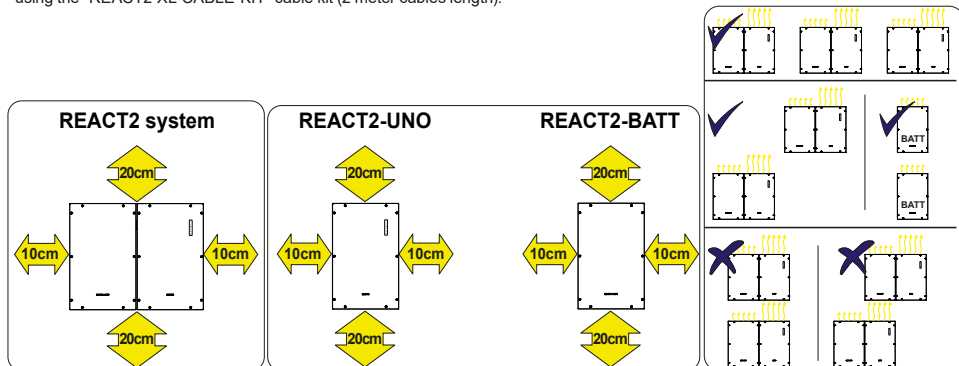 using the "REACT2-XL-CABLE-KIT" cable kit (2 meter cables length).
REACT2 system
20cm
10cm
10cm
20cm
REACT2-UNO
20cm
10cm
10cm
20cm
REACT2-BATT
20cm
10cm
10cm
20cm
BATT
BATT